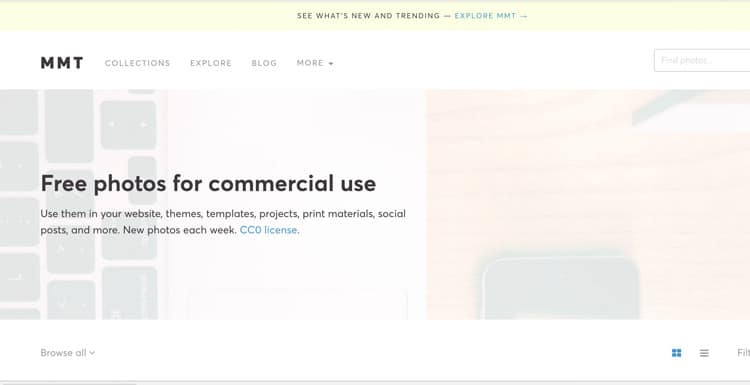 SEE WHAT'S NEW AND TRENDING — EXPLORE MMT →
MMT COLLECTIONS EXPLORE BLOG MORE Find photos...
Free photos for commercial use
Use them in your website, themes, templates, projects, print materials, social
posts, and more. New photos each week. CC0 license.
Browse all
Filt